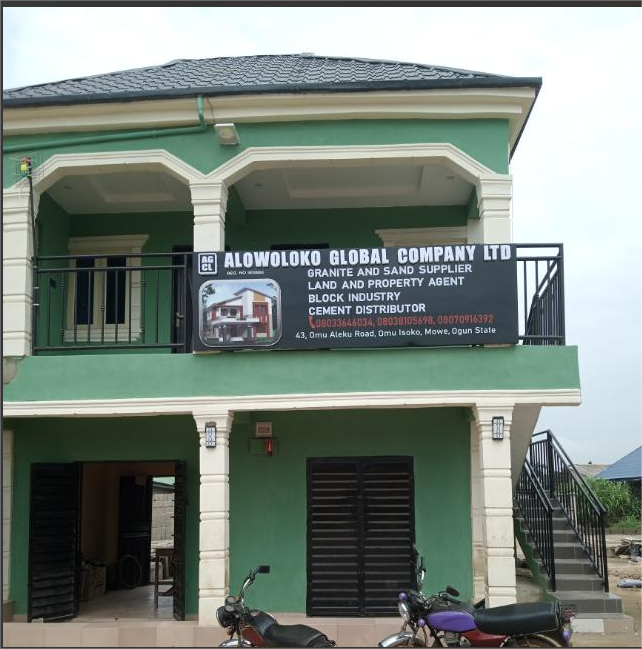 AG
CL
ALOWOLOKO GLOBAL COMPANY LTD
GRANITE AND SAND SUPPLIER
LAND AND PROPERTY AGENT
BLOCK INDUSTRY
CEMENT DISTRIBUTOR
08033646034, 08038105698, 08070916392
43, Omu Aleku Road, Omu Isoko, Mowe, Ogun State